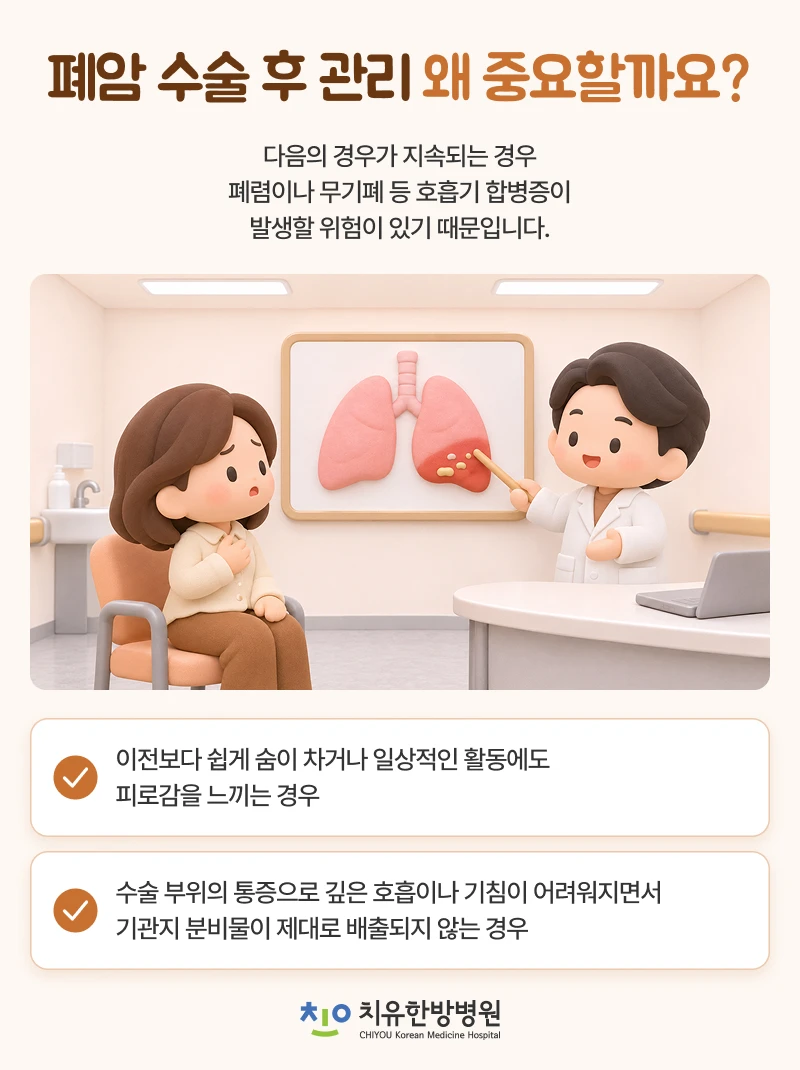 폐암 수술 후 관리 왜 중요할까요?
다음의 경우가 지속되는 경우
폐렴이나 무기폐 등 호흡기 합병증이
발생할 위험이 있기 때문입니다.
이전보다 쉽게 숨이 차거나 일상적인 활동에도
피로감을 느끼는 경우
수술 부위의 통증으로 깊은 호흡이나 기침이 어려워지면서
기관지 분비물이 제대로 배출되지 않는 경우
치유 치유한방병원
CHIYOU Korean Medicine Hospital